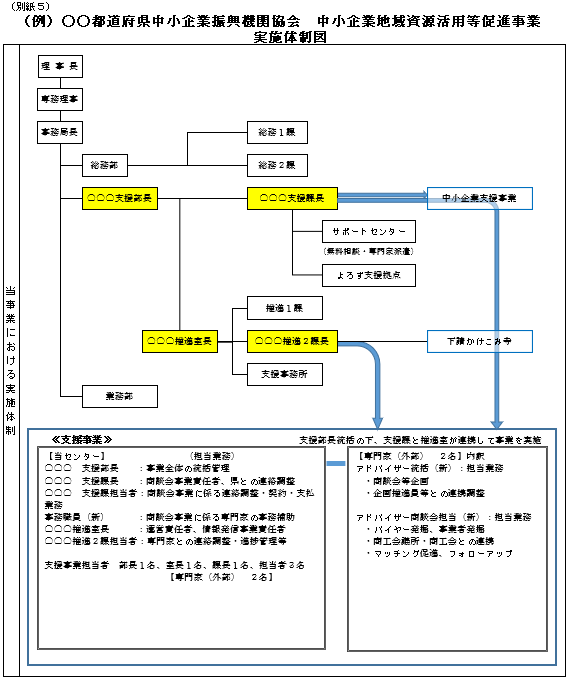 （別紙５）
（例）〇〇都道府県中小企業振興機関協会　中小企業地域資源活用等促進事業
実施体制図
理 事 長
専務理事
事務局長
総務１課
総務部
総務２課
〇〇〇支援部長
〇〇〇支援課長
中小企業支援事業
サポートセンター
（無料相談・専門家派遣）
よろず支援拠点
推進１課
〇〇〇推進室長
〇〇〇推進２課長
下請かけこみ寺
支援事務所
業務部
当事業における実施体制
≪支援事業≫
支援部長統括の下、支援課と推進室が連携して事業を実施
【当センター】　（担当業務）
〇〇〇　支援部長　：事業全体の統括管理
〇〇〇　支援課長　：商談会事業責任者、県との連絡調整
〇〇〇　支援課担当者：商談会事業に係る連絡調整・契約・支払
業務
事務職員（新）　：商談会事業に係る専門家の事務補助
〇〇〇推進室長　：運営責任者、情報発信事業責任者
〇〇〇推進２課担当者：専門家との連絡調整・進捗管理等
支援事業担当者　部長１名、室長１名、課長１名、担当者３名
【専門家（外部）　２名】
【専門家（外部）　２名】内訳
アドバイザー統括（新）：担当業務
・商談会等企画
・企画推進員等との連携調整
アドバイザー商談会担当（新）：担当業務
・バイヤー発掘、事業者発掘
・商工会議所・商工会との連携
・マッチング促進、フォローアップ